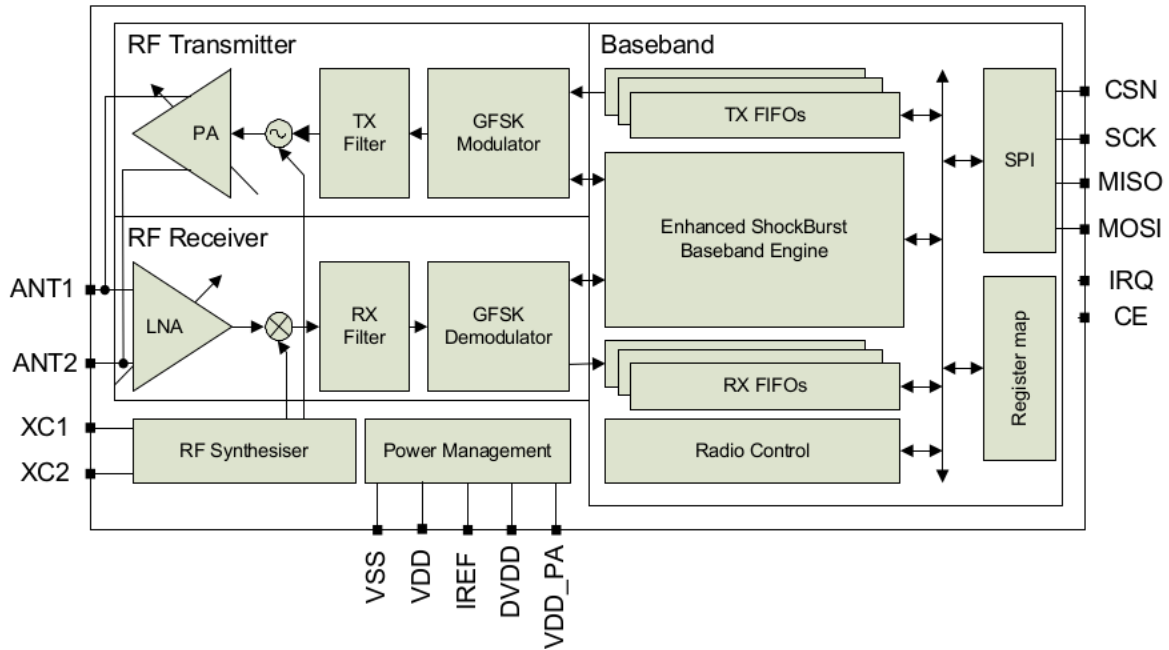 RF Transmitter
Baseband
PA
TX
Filter
GFSK
Modulator
TX FIFOs
SPI
CSN
SCK
MISO
MOSI
Enhanced ShockBurst
Baseband Engine
RF Receiver
ANT1
ANT2
LNA
RX
Filter
GFSK
Demodulator
RX FIFOs
Register map
IRQ
CE
XC1
XC2
RF Synthesiser
Power Management
Radio Control
VSS
VDD
IREF
DVDD
VDD_PA